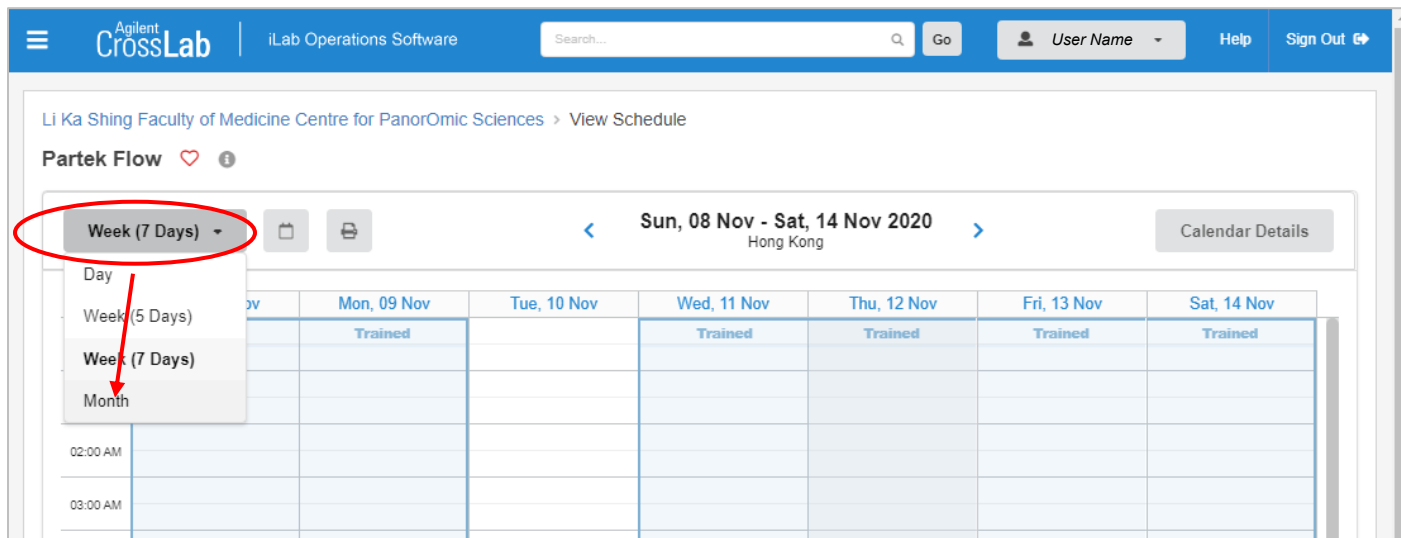 Agilent
CrossLab
iLab Operations Software
Search...
Go
User Name
Help
Sign Out
Li Ka Shing Faculty of Medicine Centre for PanorOmic Sciences > View Schedule
Partek Flow
Week (7 Days)
Sun, 08 Nov - Sat, 14 Nov 2020
Hong Kong
Calendar Details
Day
Week (5 Days)
Week (7 Days)
Month
ov
Mon, 09 Nov
Tue, 10 Nov
Wed, 11 Nov
Thu, 12 Nov
Fri, 13 Nov
Sat, 14 Nov
Trained
Trained
Trained
Trained
Trained
02:00 AM
03:00 AM